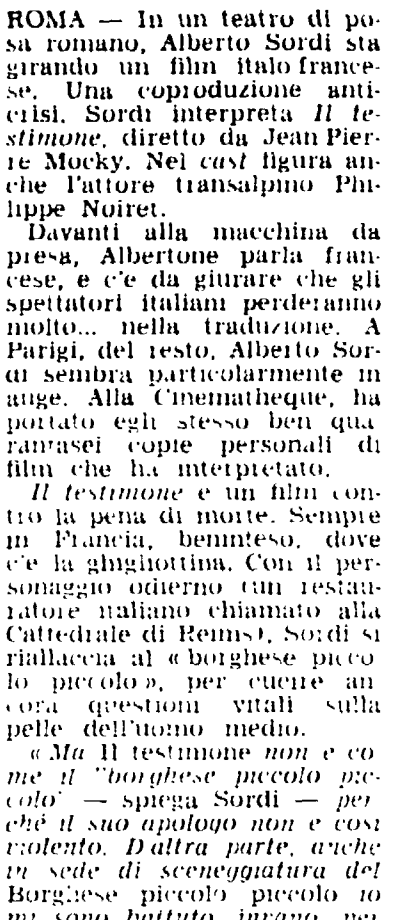 ROMA — In un teatro di po-
sa romano, Alberto Sordi sta
girando un film italo france-
se. Una coproduzione anti-
crisi. Sordi interpreta Il te-
stimone, diretto da Jean Pier-
re Mocky. Nel cast figura an-
che l'attore transalpino Phi-
lippe Noiret.
Davanti alla macchina da
presa, Albertone parla fran-
cese, e c'e da giurare che gli
spettatori italiani perderanno
molto... nella traduzione. A
Parigi, del resto, Alberto Sor-
di sembra particolarmente in
auge. Alla Cinematheque, ha
portato egli stesso ben qua
rantasei copie personali di
film che ha interpretato.
Il testimone e un film con-
tro la pena di morte. Sempre
in Francia, beninteso, dove
c'e la ghigliottina. Con il per-
sonaggio odierno (un restau-
ratore italiano chiamato alla
Cattedrale di Reims), Sordi si
riallaccia al « borghese picco
lo piccolo », per cucire an
cora questioni vitali sulla
pelle dell'uomo medio.
« Ma Il testimone non e co
me il "borghese piccolo pic-
colo" — spiega Sordi — per
ché il suo apologo non e cosi
violento. D'altra parte, anche
in sede di sceneggiatura del
Borghese piccolo piccolo io
mi sono battuto invano, per